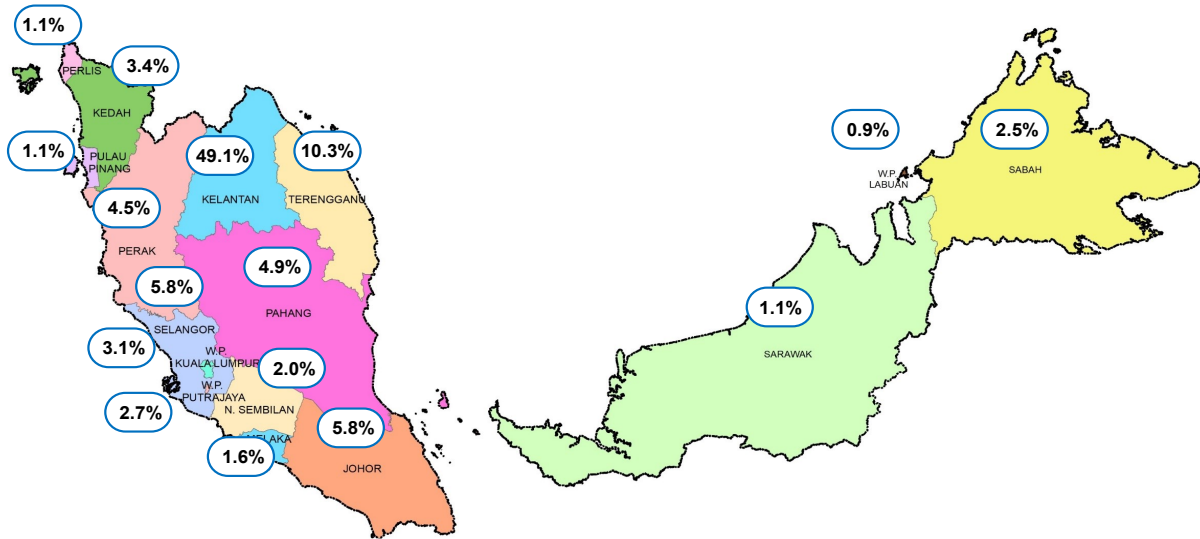 1.1%
PERLIS
3.4%
KEDAH
1.1%
PULAU
PINANG
49.1%
10.3%
KELANTAN
TERENGGANU
4.5%
PERAK
4.9%
5.8%
PAHANG
SELANGOR
3.1%
W.P.
KUALA LUMPUR
2.0%
W.P.
PUTRAJAYA
2.7%
N. SEMBILAN
5.8%
MELAKA
1.6%
JOHOR
0.9%
2.5%
W.P.
LABUAN
SABAH
1.1%
SARAWAK